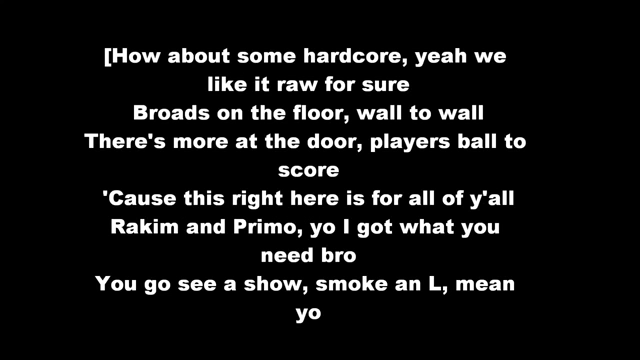 [How about some hardcore, yeah we
like it raw for sure
Broads on the floor, wall to wall
There's more at the door, players ball to
score
'Cause this right here is for all of y'all
Rakim and Primo, yo I got what you
need bro
You go see a show, smoke an L, mean
yo